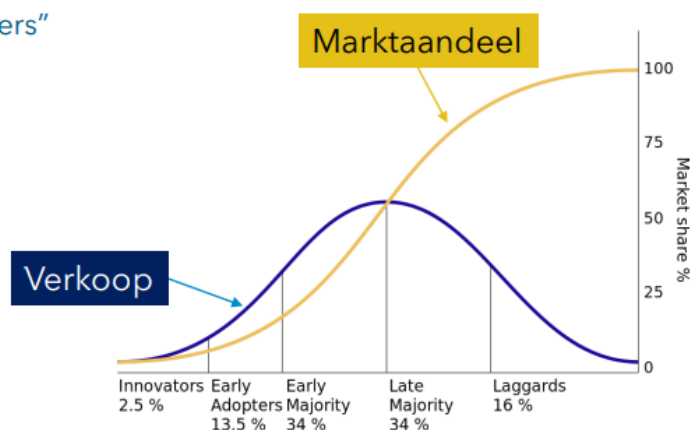 ers”
Marktaandeel
Verkoop
100
75
50
25
0
Market share %
Innovators
2.5 %
Early
Adopters
13.5 %
Early
Majority
34 %
Late
Majority
34 %
Laggards
16 %